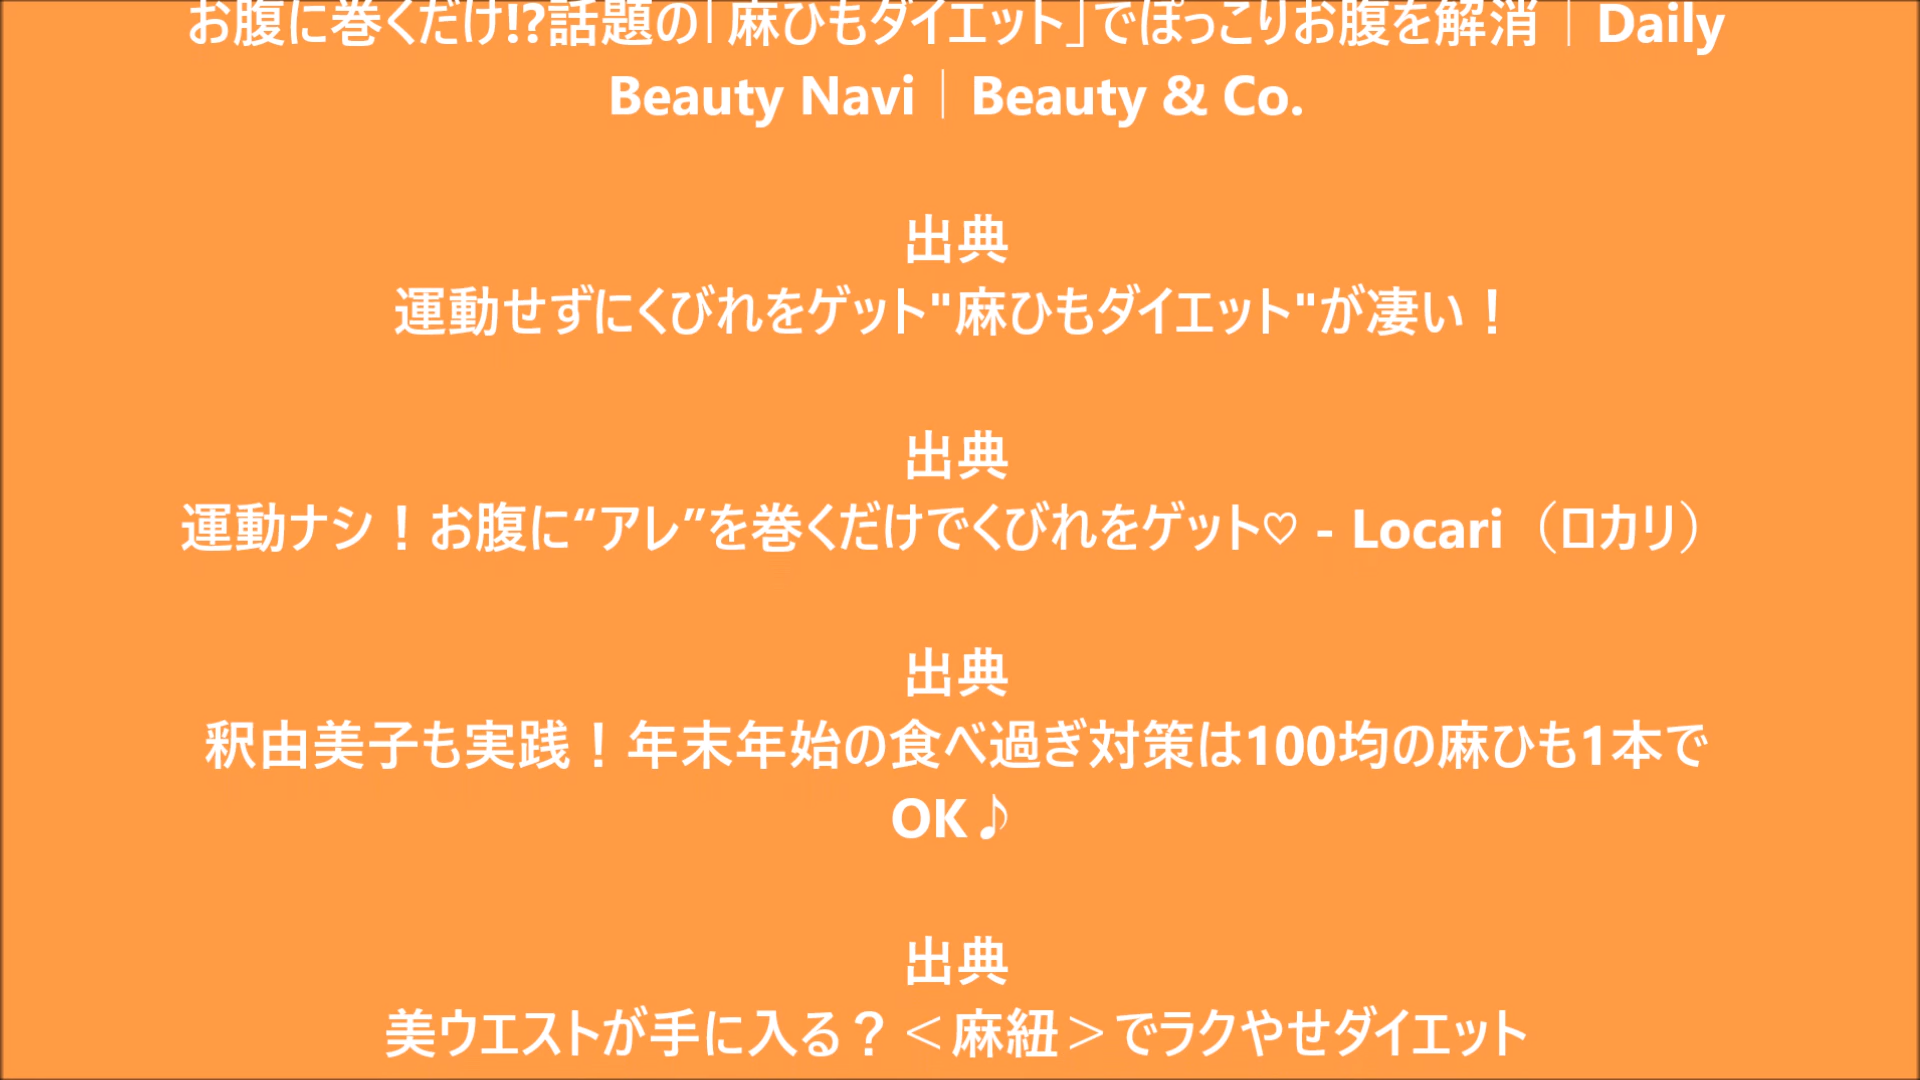 お腹に巻くだけ!?話題の「麻ひもダイエット」でぽっこりお腹を解消｜Daily
Beauty Navi｜Beauty & Co.
出典
運動せずにくびれをゲット"麻ひもダイエット"が凄い！
出典
運動ナシ！お腹に“アレ”を巻くだけでくびれをゲット♡ - Locari（ロカリ）
出典
釈由美子も実践！年末年始の食べ過ぎ対策は100均の麻ひも1本で
OK♪
出典
美ウエストが手に入る？＜麻紐＞でラクやせダイエット